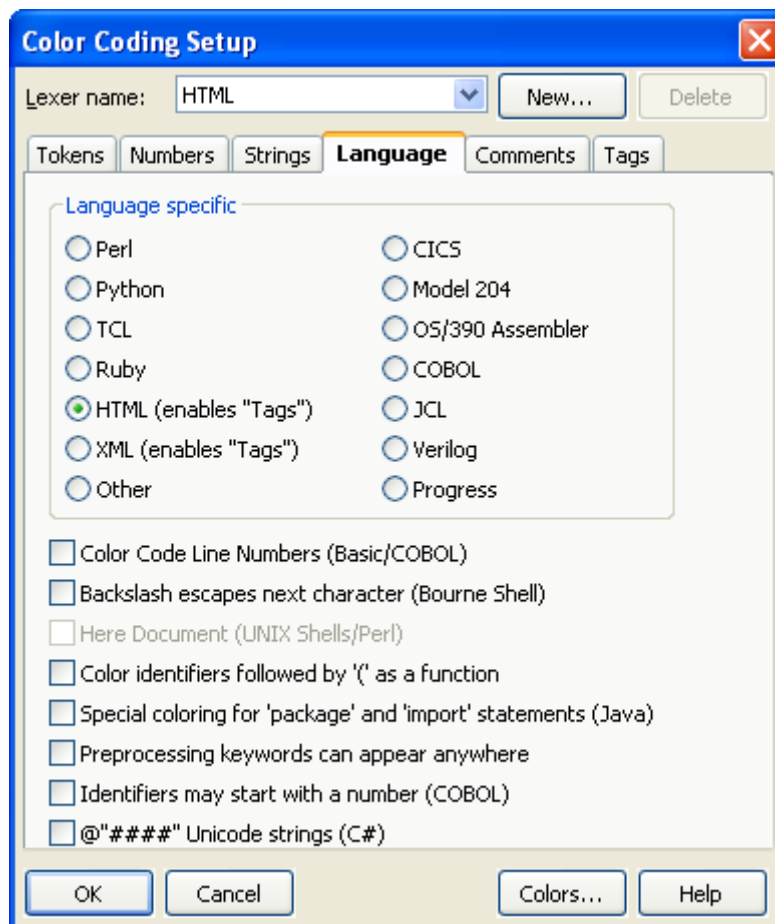 Color Coding Setup
Lexer name: HTML New... Delete
Tokens Numbers Strings Language Comments Tags
Language specific
Perl CICS
Python Model 204
TCL OS/390 Assembler
Ruby COBOL
HTML (enables "Tags") JCL
XML (enables "Tags") Verilog
Other Progress
Color Code Line Numbers (Basic/COBOL)
Backslash escapes next character (Bourne Shell)
Here Document (UNIX Shells/Perl)
Color identifiers followed by '(' as a function
Special coloring for 'package' and 'import' statements (Java)
Preprocessing keywords can appear anywhere
Identifiers may start with a number (COBOL)
@"####" Unicode strings (C#)
OK Cancel Colors... Help